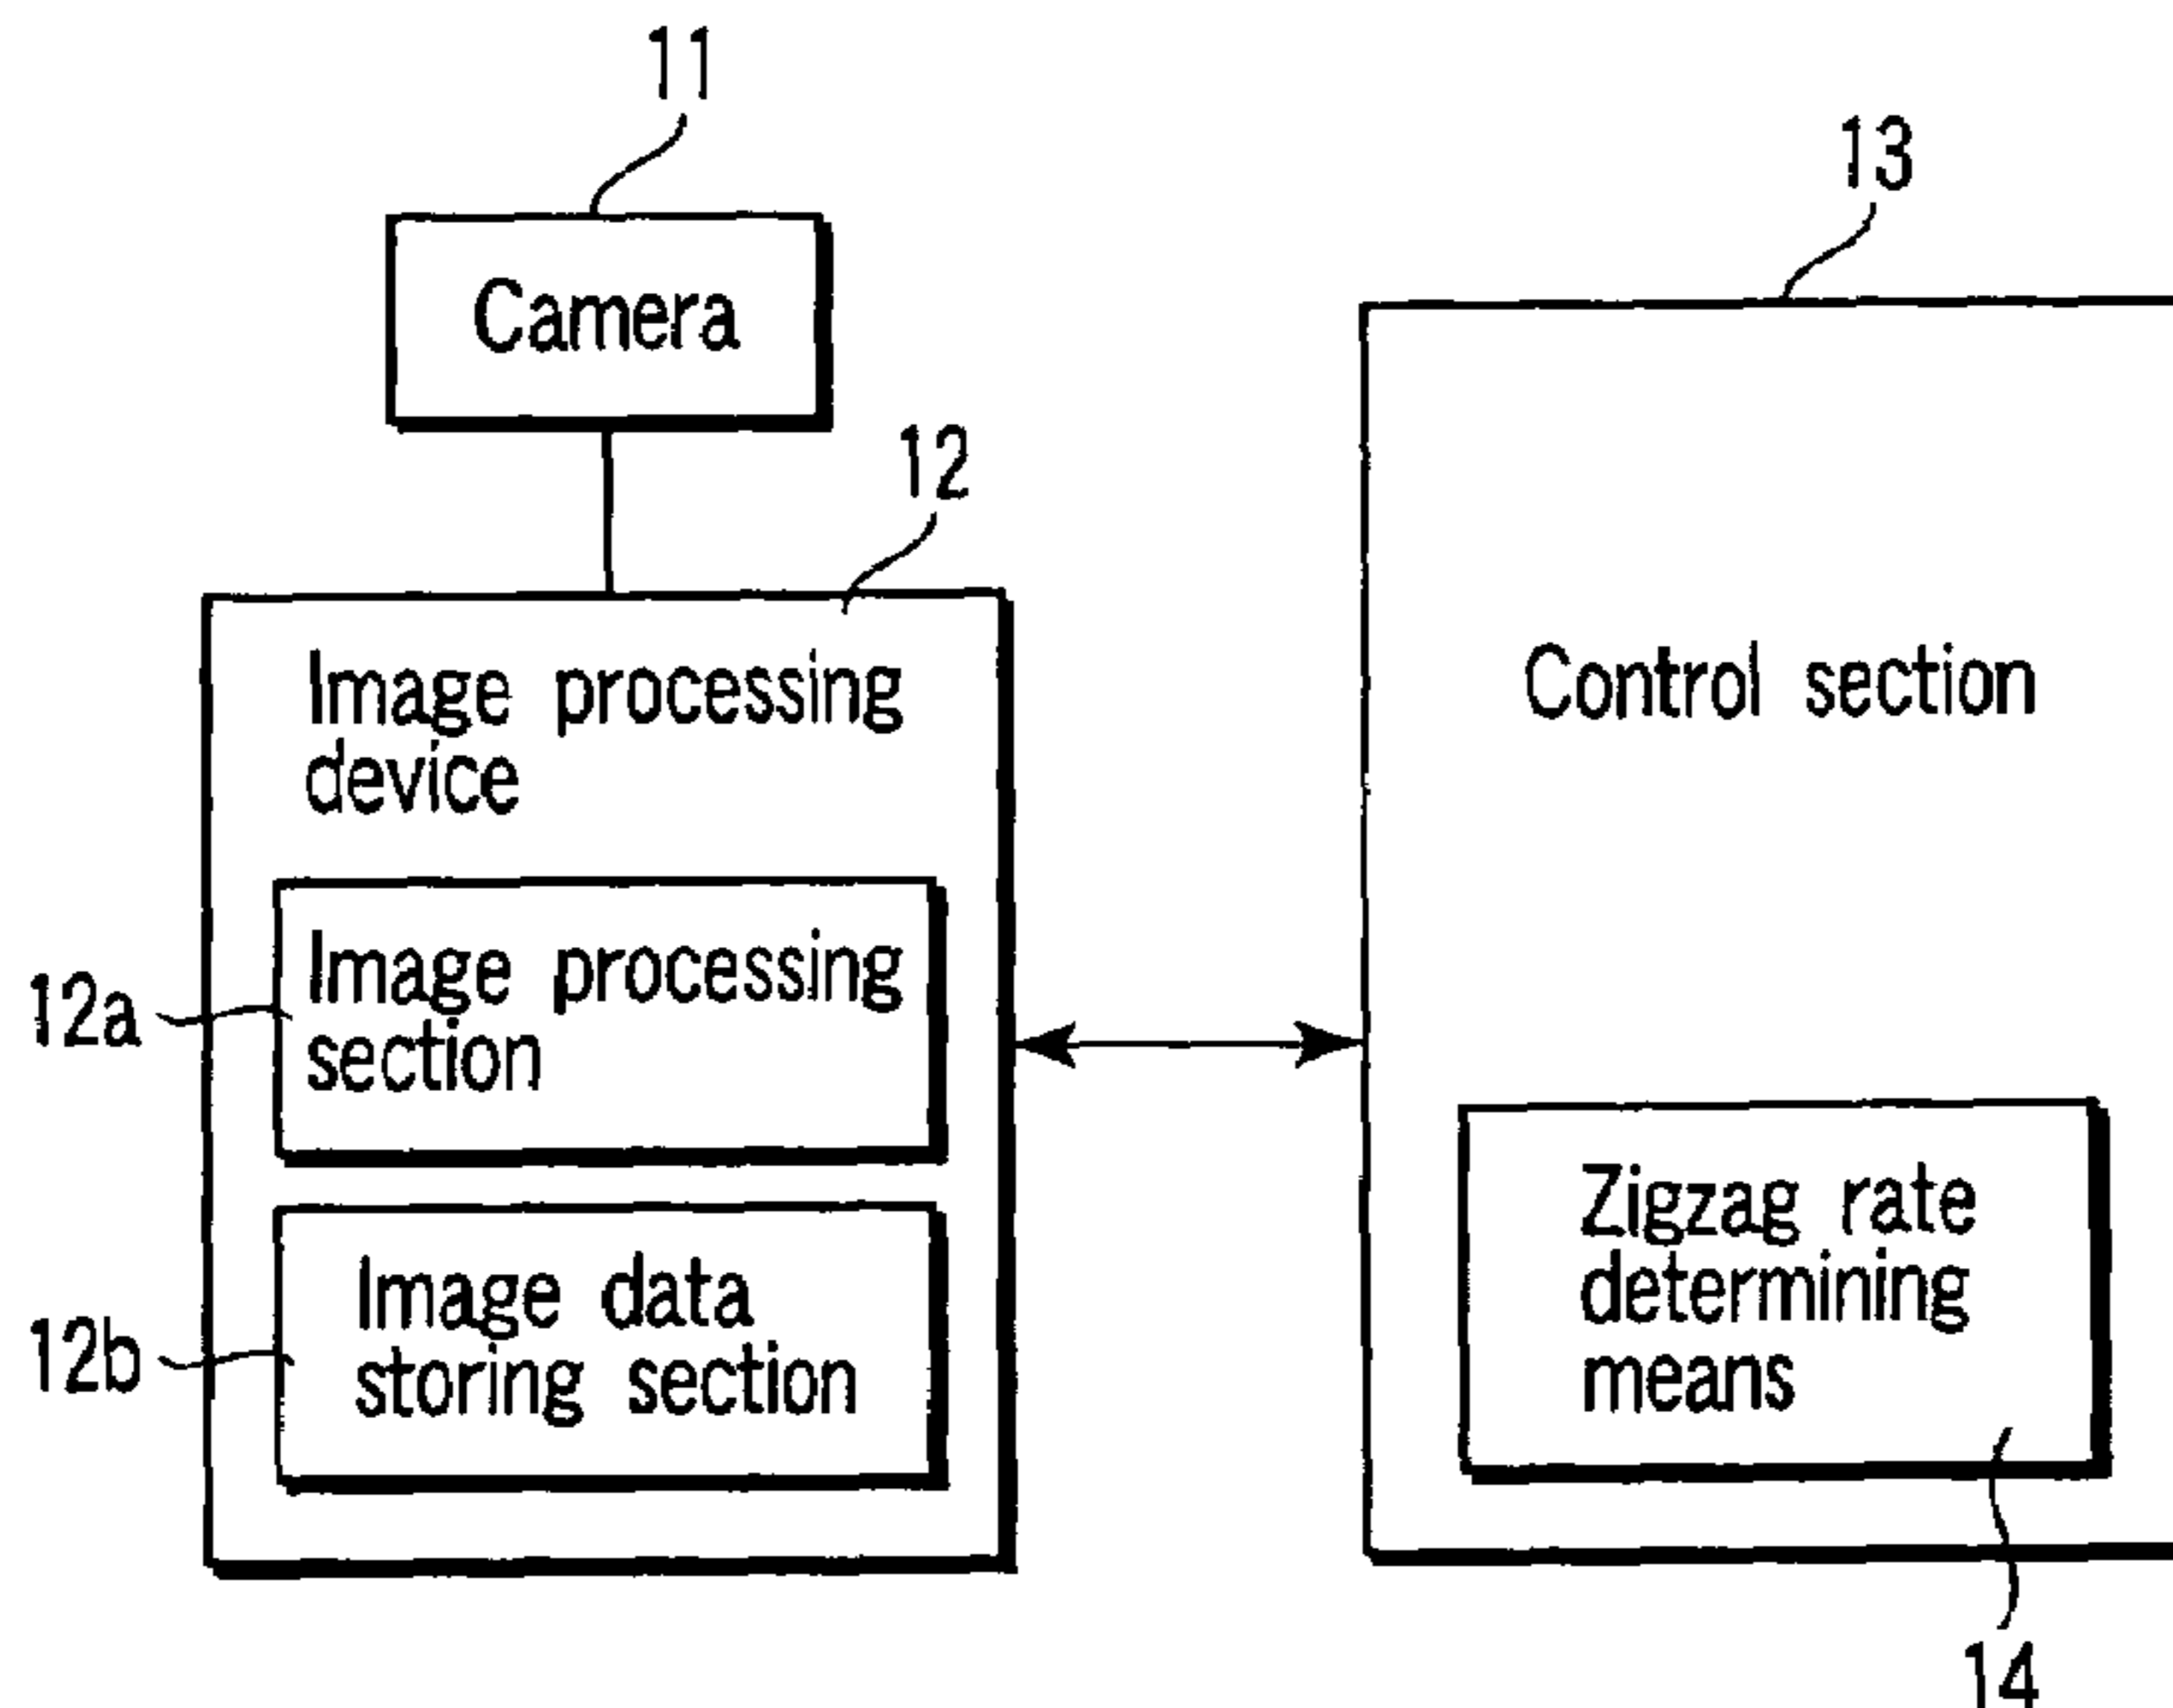 11
Camera
12
Image processing
device
12a
Image processing
section
12b
Image data
storing section
13
Control section
Zigzag rate
determining
means
14